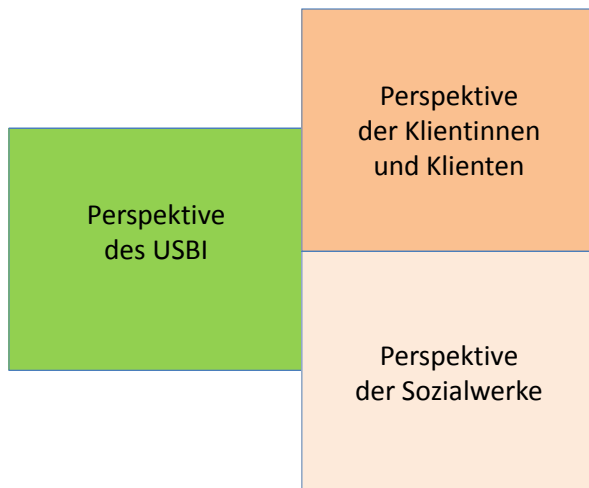 Perspektive
des USBI
Perspektive
der Klientinnen
und Klienten
Perspektive
der Sozialwerke